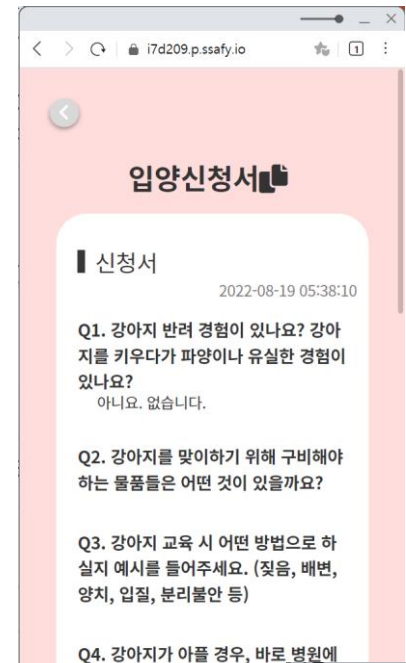 i7d209.p.ssafy.io
1
입양신청서
신청서
2022-08-19 05:38:10
Q1. 강아지 반려 경험이 있나요? 강아
지를 키우다가 파양이나 유실한 경험이
있나요?
아니요. 없습니다.
Q2. 강아지를 맞이하기 위해 구비해야
하는 물품들은 어떤 것이 있을까요?
Q3. 강아지 교육 시 어떤 방법으로 하
실지 예시를 들어주세요. (짖음, 배변,
양치, 입질, 분리불안 등)
Q4. 강아지가 아플 경우, 바로 병원에